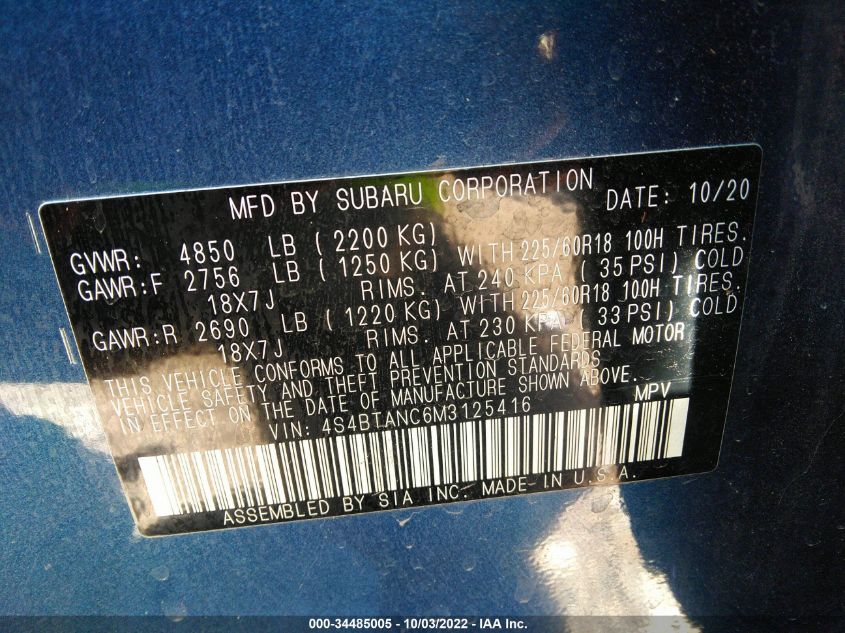 MFD BY SUBARU CORPORATION DATE: 10/20
GVWR: 4850 LB ( 2200 KG)
GAWR:F 2756 LB ( 1250 KG) WITH 225/60R18 100H TIRES.
18X7J RIMS. AT 240 KPA ( 35 PSI) COLD
GAWR:R 2690 LB ( 1220 KG) WITH 225/60R18 100H TIRES.
18X7J RIMS. AT 230 KPA ( 33 PSI) COLD
THIS VEHICLE CONFORMS TO ALL APPLICABLE FEDERAL MOTOR
VEHICLE SAFETY AND THEFT PREVENTION STANDARDS
IN EFFECT ON THE DATE OF MANUFACTURE SHOWN ABOVE.
VIN: 4S4BTANC6M3125416 MPV
ASSEMBLED BY SIA INC. MADE IN U.S.A.
000-34485005 - 10/03/2022 - IAA Inc.